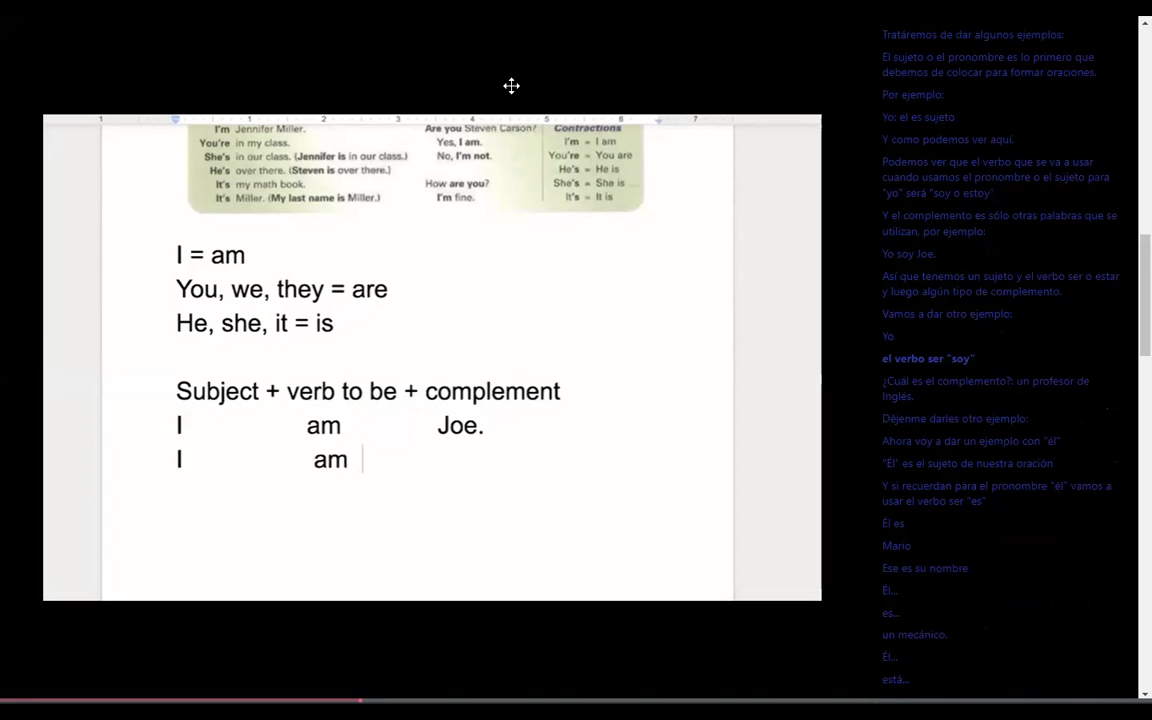 1 1 2 3 4 5 6 7
I'm Jennifer Miller.
You're in my class.
She's in our class. (Jennifer is in our class.)
He's over there. (Steven is over there.)
It's my math book.
It's Miller. (My last name is Miller.)
Are you Steven Carson?
Yes, I am.
No, I'm not.
How are you?
I'm fine.
Contractions
I'm = I am
You're = You are
He's = He is
She's = She is
It's = It is
I = am
You, we, they = are
He, she, it = is
Subject + verb to be + complement
I am Joe.
I am
Tratáremos de dar algunos ejemplos:
El sujeto o el pronombre es lo primero que
debemos de colocar para formar oraciones.
Por ejemplo:
Yo: el es sujeto
Y como podemos ver aquí.
Podemos ver que el verbo que se va a usar
cuando usamos el pronombre o el sujeto para
"yo" será "soy o estoy"
Y el complemento es sólo otras palabras que se
utilizan, por ejemplo:
Yo soy Joe.
Así que tenemos un sujeto y el verbo ser o estar
y luego algún tipo de complemento.
Vamos a dar otro ejemplo:
Yo
el verbo ser "soy"
¿Cuál es el complemento?: un profesor de
Inglés.
Déjenme darles otro ejemplo:
Ahora voy a dar un ejemplo con "él"
"Él" es el sujeto de nuestra oración
Y si recuerdan para el pronombre "él" vamos a
usar el verbo ser "es"
Él es
Mario
Ese es su nombre
Él...
es...
un mecánico.
Él...
está...